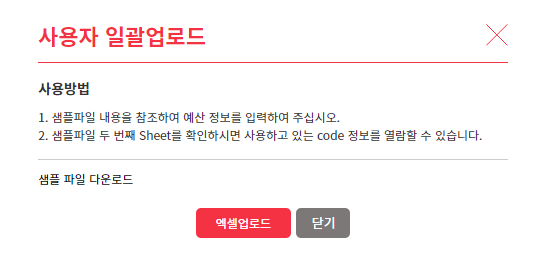 사용자 일괄업로드
사용방법
1. 샘플파일 내용을 참조하여 예산 정보를 입력하여 주십시오.
2. 샘플파일 두 번째 Sheet를 확인하시면 사용하고 있는 code 정보를 열람할 수 있습니다.
샘플 파일 다운로드
엑셀업로드 닫기